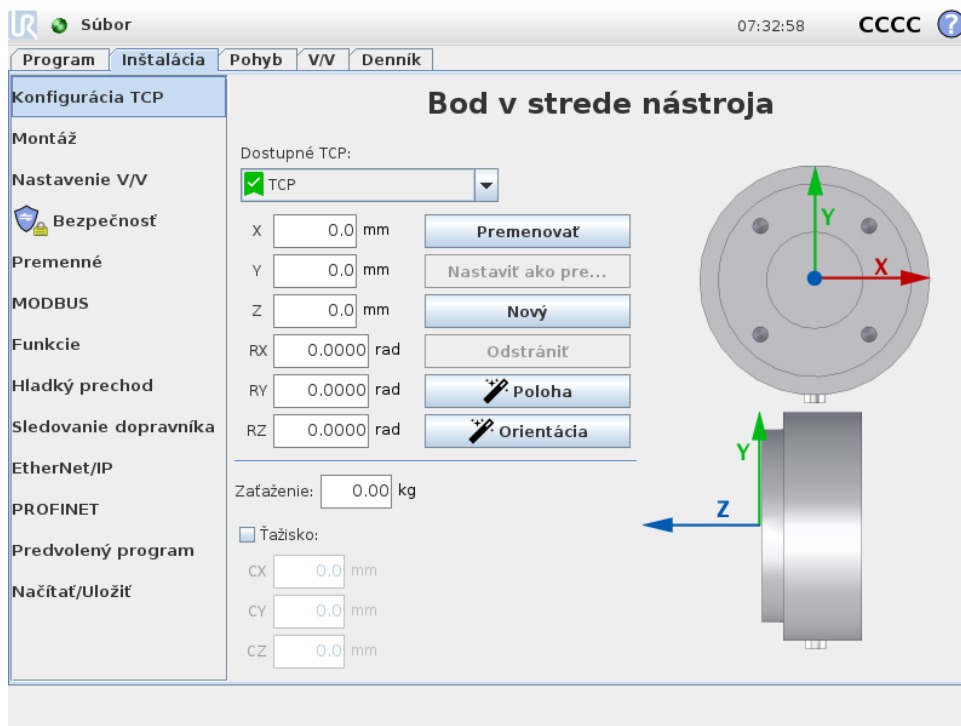 UR Súbor 07:32:58 CCCC ?
Program Inštalácia Pohyb V/V Denník
Konfigurácia TCP
Montáž
Nastavenie V/V
Bezpečnosť
Premenné
MODBUS
Funkcie
Hladký prechod
Sledovanie dopravníka
EtherNet/IP
PROFINET
Predvolený program
Načítať/Uložiť
Bod v strede nástroja
Dostupné TCP:
TCP
X 0.0 mm Premenovať
Y 0.0 mm Nastaviť ako pre...
Z 0.0 mm Nový
RX 0.0000 rad Odstrániť
RY 0.0000 rad Poloha
RZ 0.0000 rad Orientácia
Zaťaženie: 0.00 kg
Ťažisko:
CX 0.0 mm
CY 0.0 mm
CZ 0.0 mm
Y
X
Y
Z